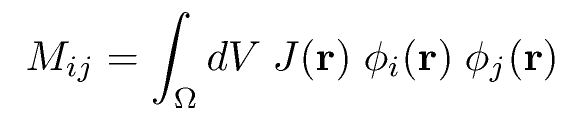 M_{ij} = \int_{\Omega} dV \; J(\mathbf{r}) \; \phi_i(\mathbf{r}) \; \phi_j(\mathbf{r})